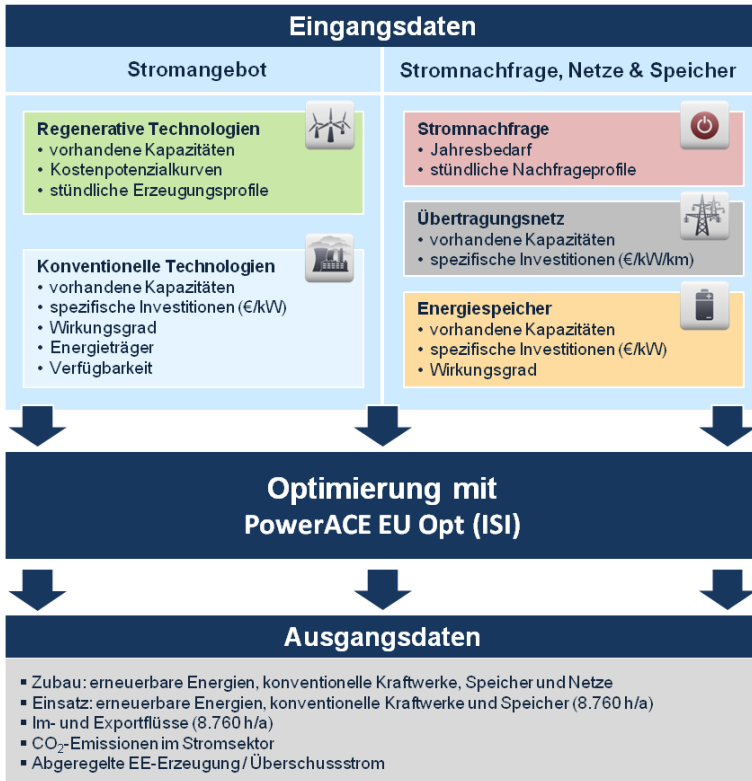 Eingangsdaten
Stromangebot
Stromnachfrage, Netze & Speicher
Regenerative Technologien
• vorhandene Kapazitäten
• Kostenpotenzialkurven
• stündliche Erzeugungsprofile
Konventionelle Technologien
• vorhandene Kapazitäten
• spezifische Investitionen (€/kW)
• Wirkungsgrad
• Energieträger
• Verfügbarkeit
Stromnachfrage
• Jahresbedarf
• stündliche Nachfrageprofile
Übertragungsnetz
• vorhandene Kapazitäten
• spezifische Investitionen (€/kW/km)
Energiespeicher
• vorhandene Kapazitäten
• spezifische Investitionen (€/kW)
• Wirkungsgrad
Optimierung mit
PowerACE EU Opt (ISI)
Ausgangsdaten
▪ Zubau: erneuerbare Energien, konventionelle Kraftwerke, Speicher und Netze
▪ Einsatz: erneuerbare Energien, konventionelle Kraftwerke und Speicher (8.760 h/a)
▪ Im- und Exportflüsse (8.760 h/a)
▪ CO₂-Emissionen im Stromsektor
▪ Abgeregelte EE-Erzeugung / Überschussstrom